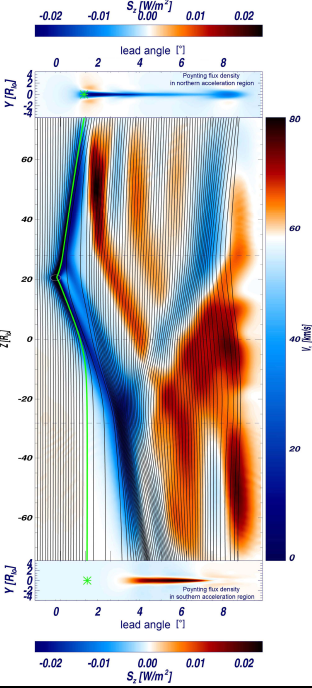 S_z [W/m²]
-0.02 -0.01 0.00 0.01 0.02
lead angle [°]
0 2 4 6 8
Y [R_Io]
4
2
0
-2
Poynting flux density
in northern acceleration region
60
40
20
0
-20
-40
-60
Z [R_Io]
80
60
40
20
0
[km/s]
Y [R_Io]
4
2
0
-2
Poynting flux density
in southern acceleration region
0 2 4 6 8
lead angle [°]
-0.02 -0.01 0.00 0.01 0.02
S_z [W/m²]